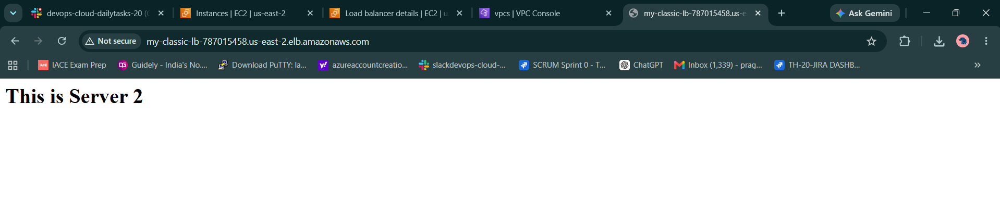 devops-cloud-dailytasks-20 (
Instances | EC2 | us-east-2
Load balancer details | EC2 | u
vpcs | VPC Console
my-classic-lb-787015458.us-e
Ask Gemini
Not secure
my-classic-lb-787015458.us-east-2.elb.amazonaws.com
IACE
IACE Exam Prep
DG
Guidely - India's No....
Download PuTTY: la...
y!
azureaccountcreatio...
slackdevops-cloud-...
SCRUM Sprint 0 - T...
ChatGPT
Inbox (1,339) - prag...
TH-20-JIRA DASHB...
This is Server 2